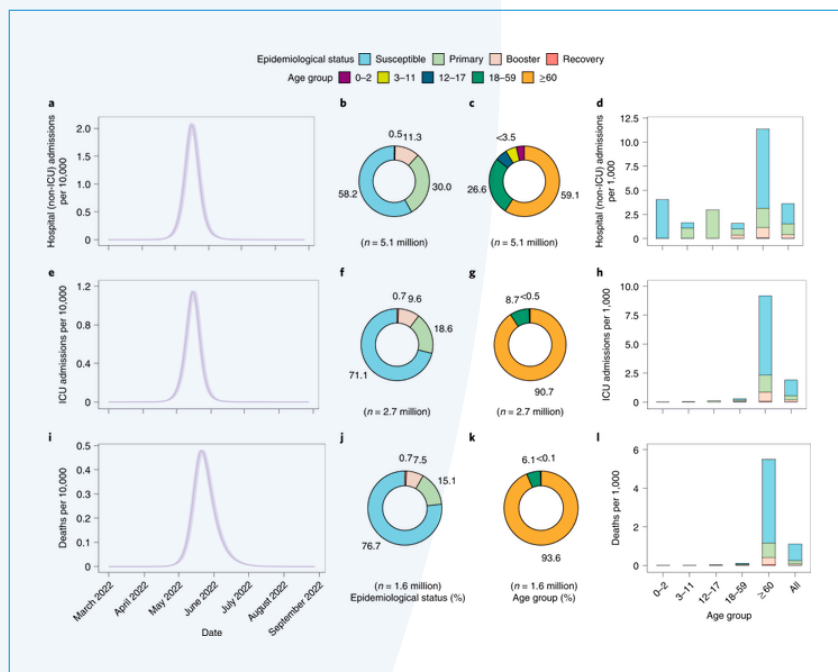 Epidemiological status Susceptible Primary Booster Recovery
Age group 0–2 3–11 12–17 18–59 ≥60
a
Hospital (non-ICU) admissions
per 10,000
2.0
1.5
1.0
0.5
0
b
0.5
11.3
58.2
30.0
(n = 5.1 million)
c
<3.5
26.6
59.1
(n = 5.1 million)
d
Hospital (non-ICU) admissions
per 1,000
12.5
10.0
7.5
5.0
2.5
0
e
ICU admissions per 10,000
1.2
0.8
0.4
0
f
0.7
9.6
18.6
71.1
(n = 2.7 million)
g
8.7
<0.5
90.7
(n = 2.7 million)
h
ICU admissions per 1,000
10.0
7.5
5.0
2.5
0
i
Deaths per 10,000
0.5
0.4
0.3
0.2
0.1
0
March 2022
April 2022
May 2022
June 2022
July 2022
August 2022
September 2022
Date
j
0.7
7.5
15.1
76.7
(n = 1.6 million)
Epidemiological status (%)
k
6.1
<0.1
93.6
(n = 1.6 million)
Age group (%)
l
Deaths per 1,000
6
4
2
0
0–2
3–11
12–17
18–59
≥60
All
Age group